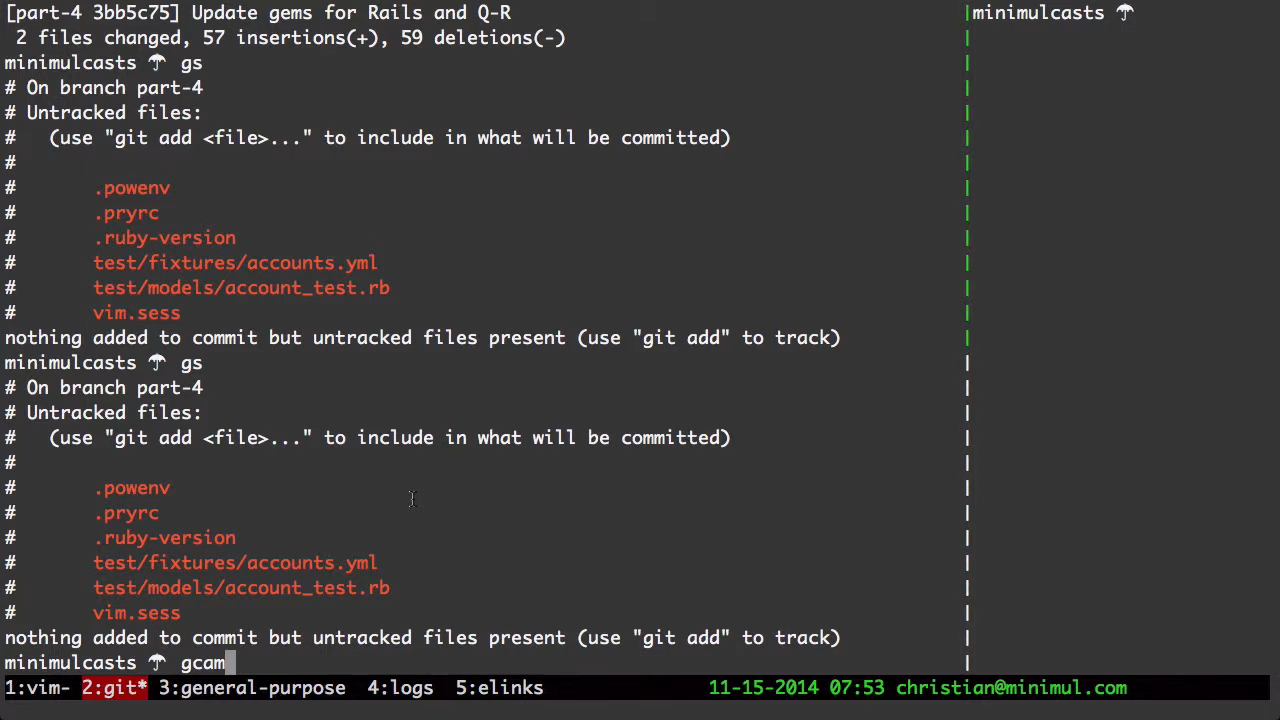 [part-4 3bb5c75] Update gems for Rails and Q-R
 2 files changed, 57 insertions(+), 59 deletions(-)
minimulcasts ☂ gs
# On branch part-4
# Untracked files:
#   (use "git add <file>..." to include in what will be committed)
#
#       .powenv
#       .pryrc
#       .ruby-version
#       test/fixtures/accounts.yml
#       test/models/account_test.rb
#       vim.sess
nothing added to commit but untracked files present (use "git add" to track)
minimulcasts ☂ gs
# On branch part-4
# Untracked files:
#   (use "git add <file>..." to include in what will be committed)
#
#       .powenv
#       .pryrc
#       .ruby-version
#       test/fixtures/accounts.yml
#       test/models/account_test.rb
#       vim.sess
nothing added to commit but untracked files present (use "git add" to track)
minimulcasts ☂ gcam
minimulcasts ☂
1:vim- 2:git* 3:general-purpose 4:logs 5:elinks 11-15-2014 07:53 christian@minimul.com